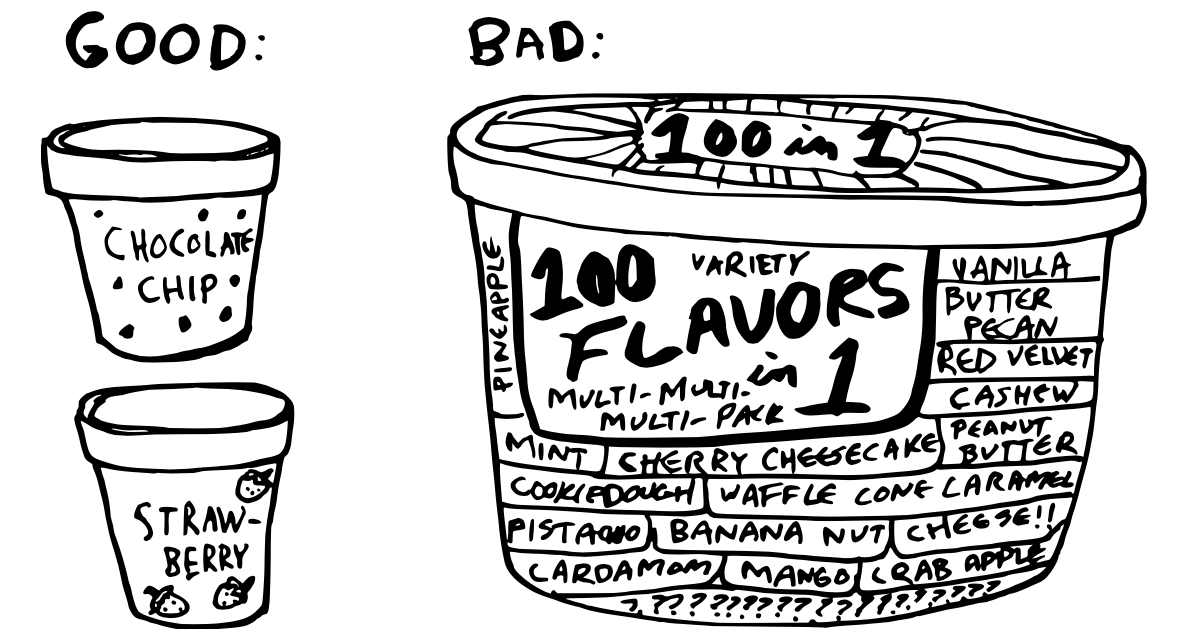 GOOD:
CHOCOLATE
CHIP
STRAW-
BERRY
BAD:
100 in 1
PINEAPPLE
100 VARIETY
FLAVORS
in 1
MULTI-MULTI-
MULTI-PACK
VANILLA
BUTTER
PECAN
RED VELVET
CASHEW
PEANUT
BUTTER
MINT
CHERRY CHEESECAKE
COOKIEDOUGH
WAFFLE CONE CARAMEL
PISTACHIO
BANANA NUT
CHEESE!!
CARDAMOM
MANGO
CRAB APPLE
?.???????????????????